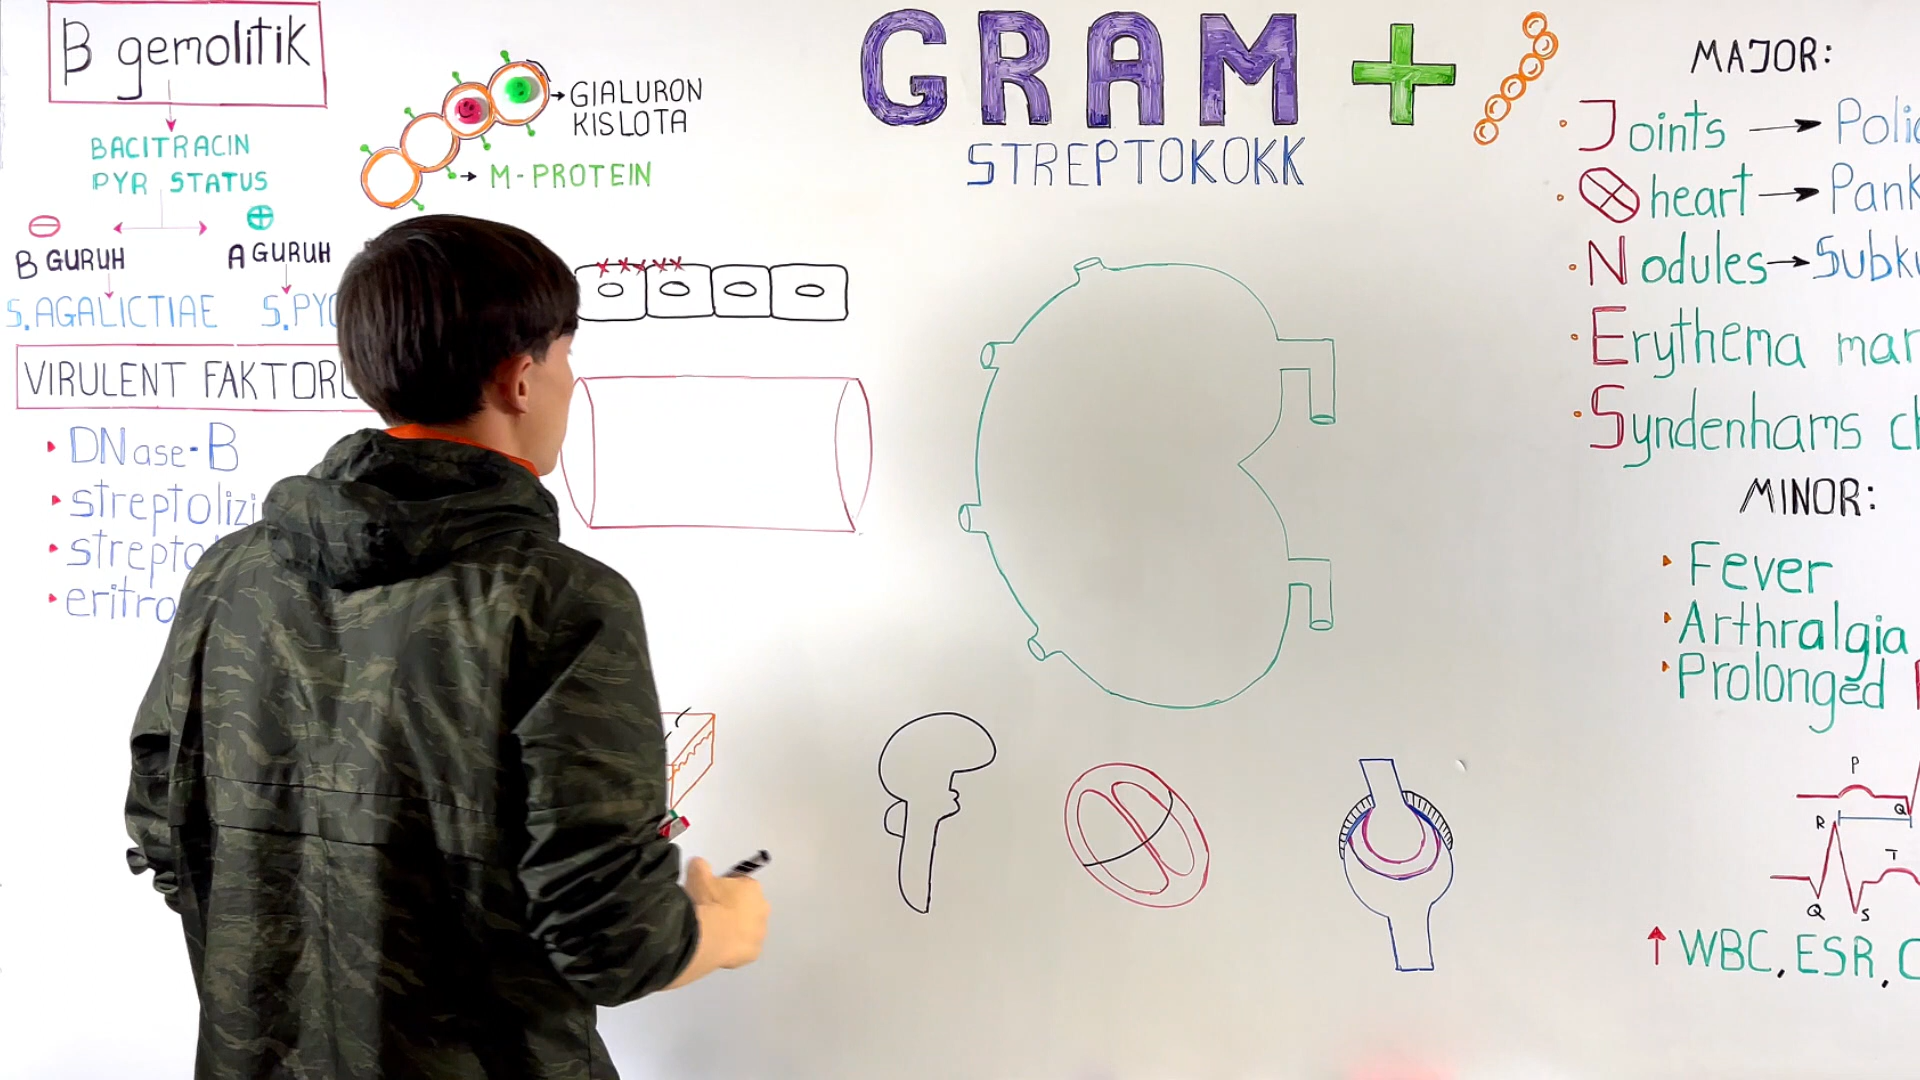 B gemolitik
BACITRACIN
PYR STATUS
B GURUH
A GURUH
S.AGALICTIAE
VIRULENT
DNase-B
GIALURON
KISLOTA
M-PROTEIN
GRAM +
STREPTOKOKK
MAJOR:
Joints
heart
Nodules
Erythema
Syndenhams
MINOR:
Fever
Arthralgia
Prolonged
P
Q
R
T
Q
S
WBC, ESR,